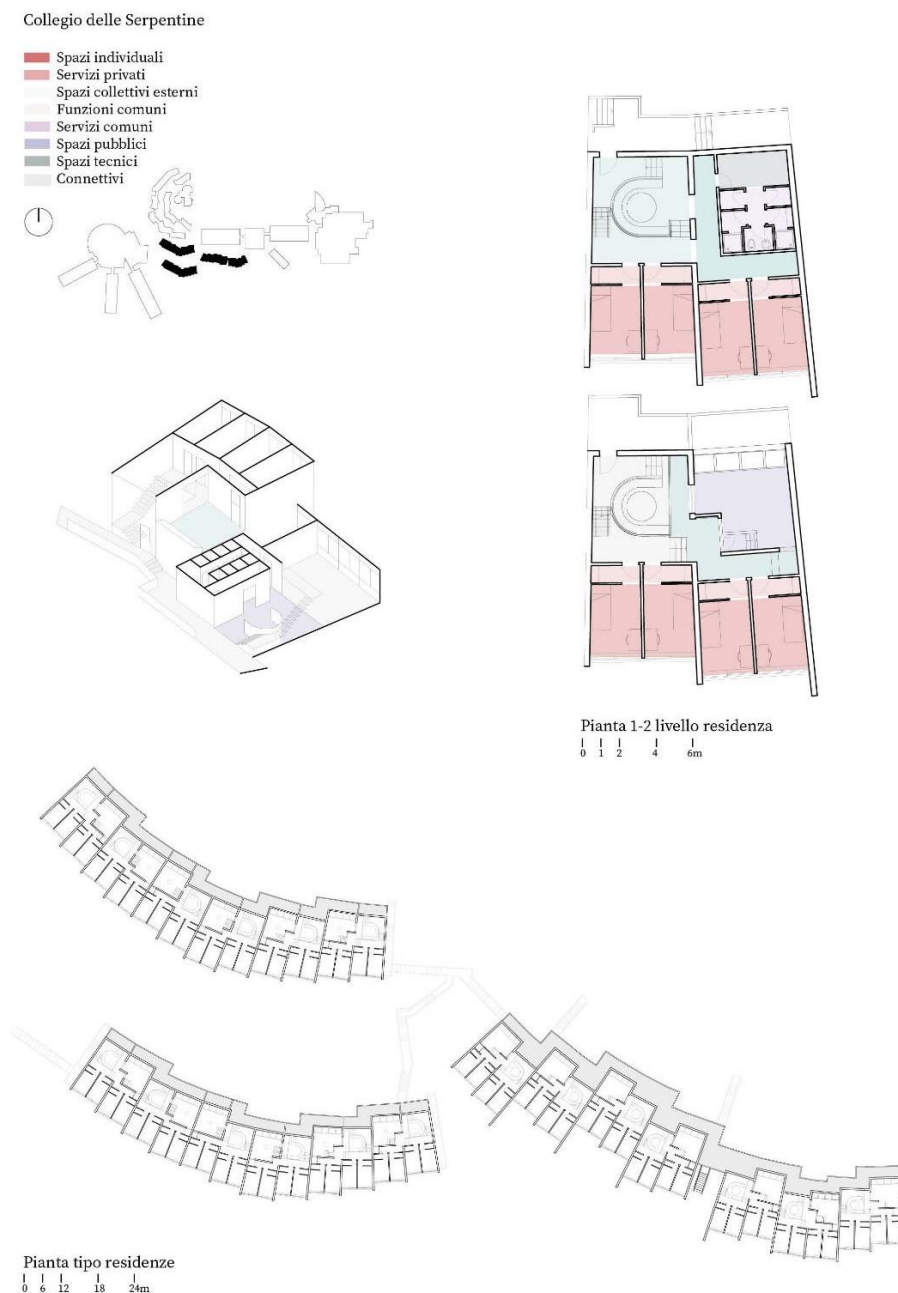 Collegio delle Serpentine
Spazi individuali
Servizi privati
Spazi collettivi esterni
Funzioni comuni
Servizi comuni
Spazi pubblici
Spazi tecnici
Connettivi
Pianta 1-2 livello residenza
0 1 2 4 6m
Pianta tipo residenze
0 6 12 18 24m